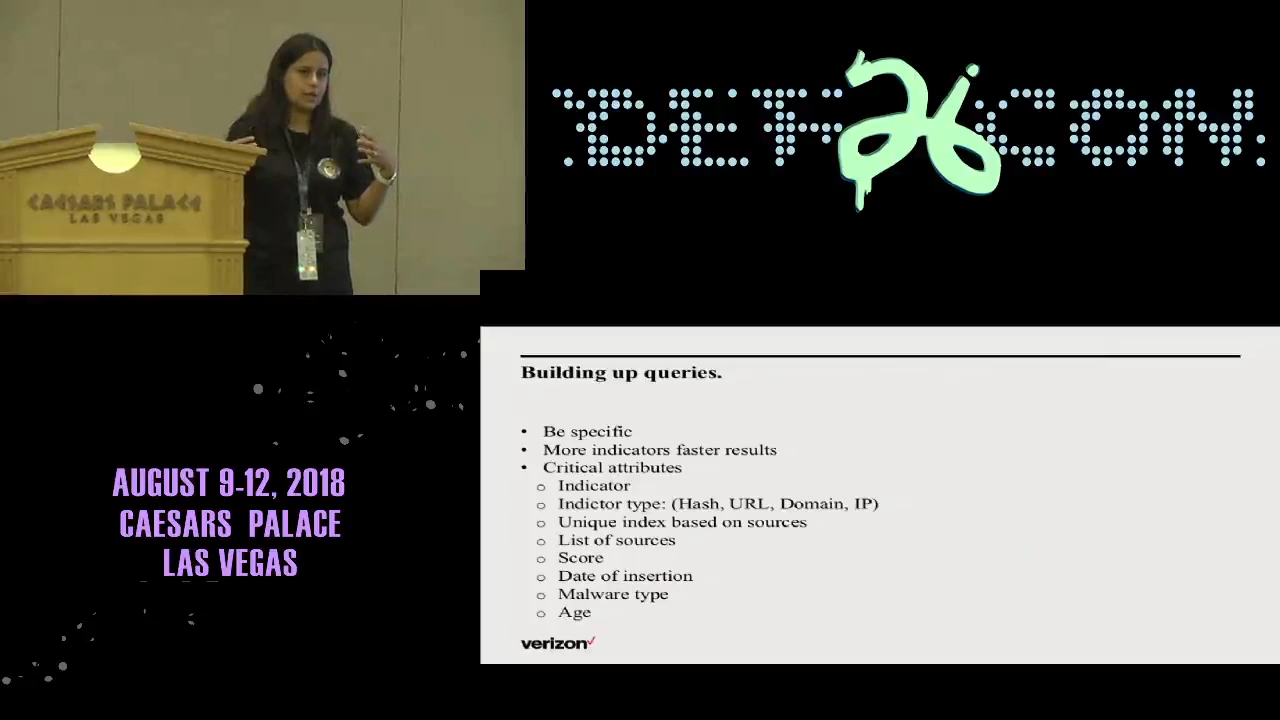 CAESARS PALACE
LAS VEGAS
DEF 26 CON
AUGUST 9-12, 2018
CAESARS PALACE
LAS VEGAS
Building up queries.
• Be specific
• More indicators faster results
• Critical attributes
o Indicator
o Indictor type: (Hash, URL, Domain, IP)
o Unique index based on sources
o List of sources
o Score
o Date of insertion
o Malware type
o Age
verizon✓